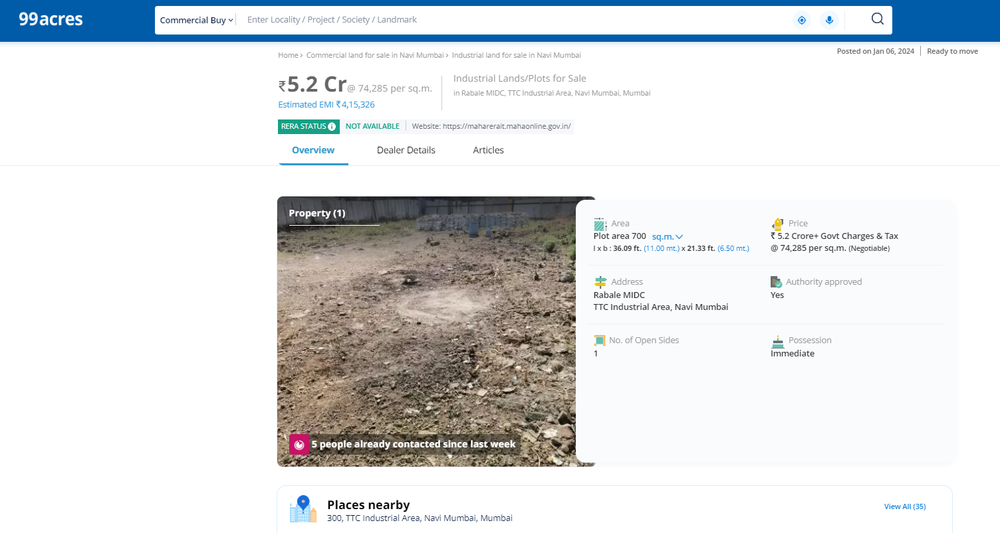 99acres
Commercial Buy
Enter Locality / Project / Society / Landmark
Home > Commercial land for sale in Navi Mumbai > Industrial land for sale in Navi Mumbai
Posted on Jan 06, 2024 | Ready to move
₹5.2 Cr @ 74,285 per sq.m.
Estimated EMI ₹4,15,326
Industrial Lands/Plots for Sale
in Rabale MIDC, TTC Industrial Area, Navi Mumbai, Mumbai
RERA STATUS i NOT AVAILABLE | Website: https://maharerait.mahaonline.gov.in/
Overview
Dealer Details
Articles
Property (1)
5 people already contacted since last week
Area
Plot area 700 sq.m.
l x b : 36.09 ft. (11.00 mt.) x 21.33 ft. (6.50 mt.)
Price
₹ 5.2 Crore+ Govt Charges & Tax
@ 74,285 per sq.m. (Negotiable)
Address
Rabale MIDC
TTC Industrial Area, Navi Mumbai
Authority approved
Yes
No. of Open Sides
1
Possession
Immediate
Places nearby
300, TTC Industrial Area, Navi Mumbai, Mumbai
View All (35)